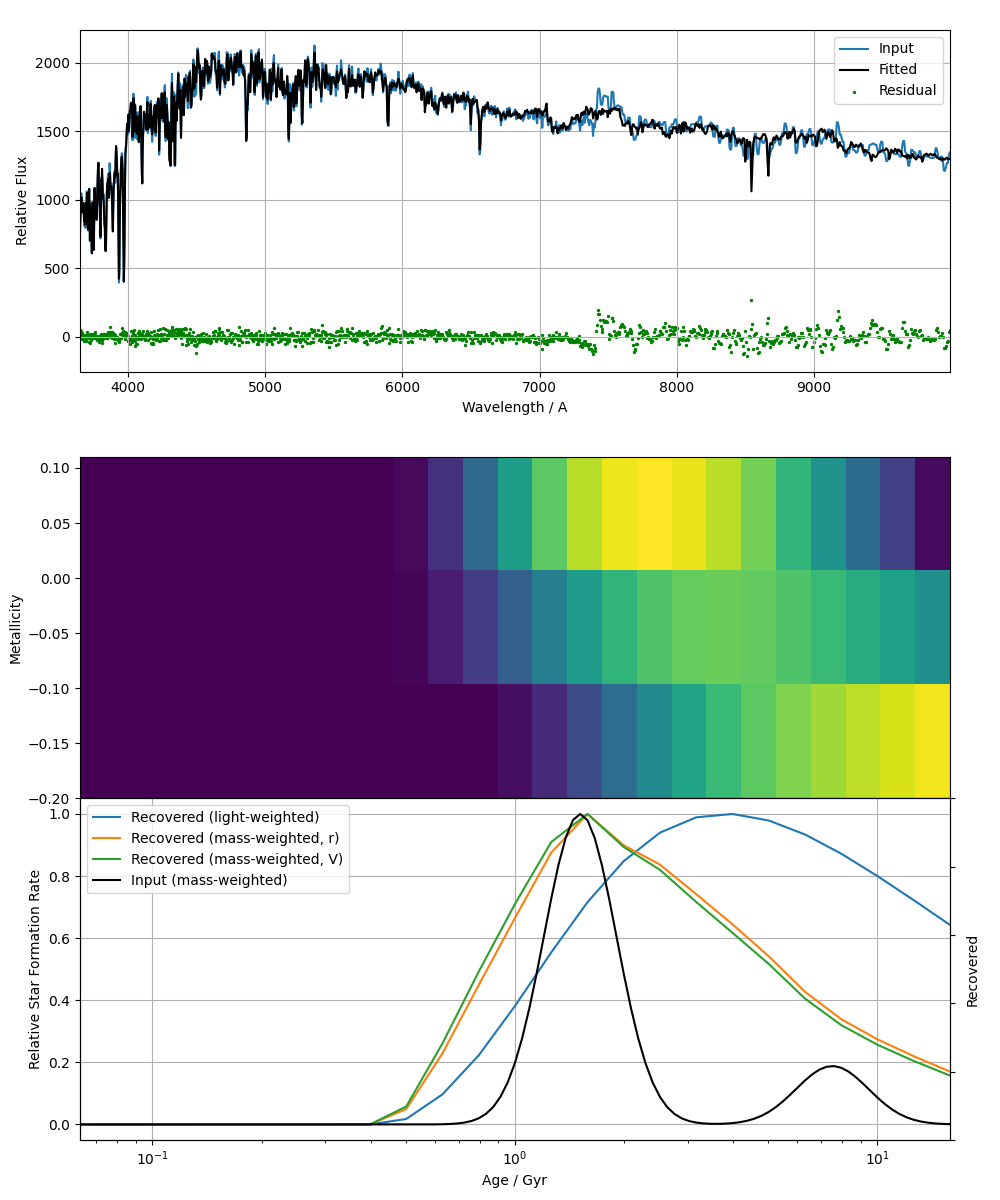 2000
1500
1000
500
0
Relative Flux
Input
Fitted
Residual
4000 5000 6000 7000 8000 9000
Wavelength / A
0.10
0.05
0.00
−0.05
−0.10
−0.15
−0.20
Metallicity
Recovered (light-weighted)
Recovered (mass-weighted, r)
Recovered (mass-weighted, V)
Input (mass-weighted)
1.0
0.8
0.6
0.4
0.2
0.0
Relative Star Formation Rate
Recovered
10⁻¹ 10⁰ 10¹
Age / Gyr